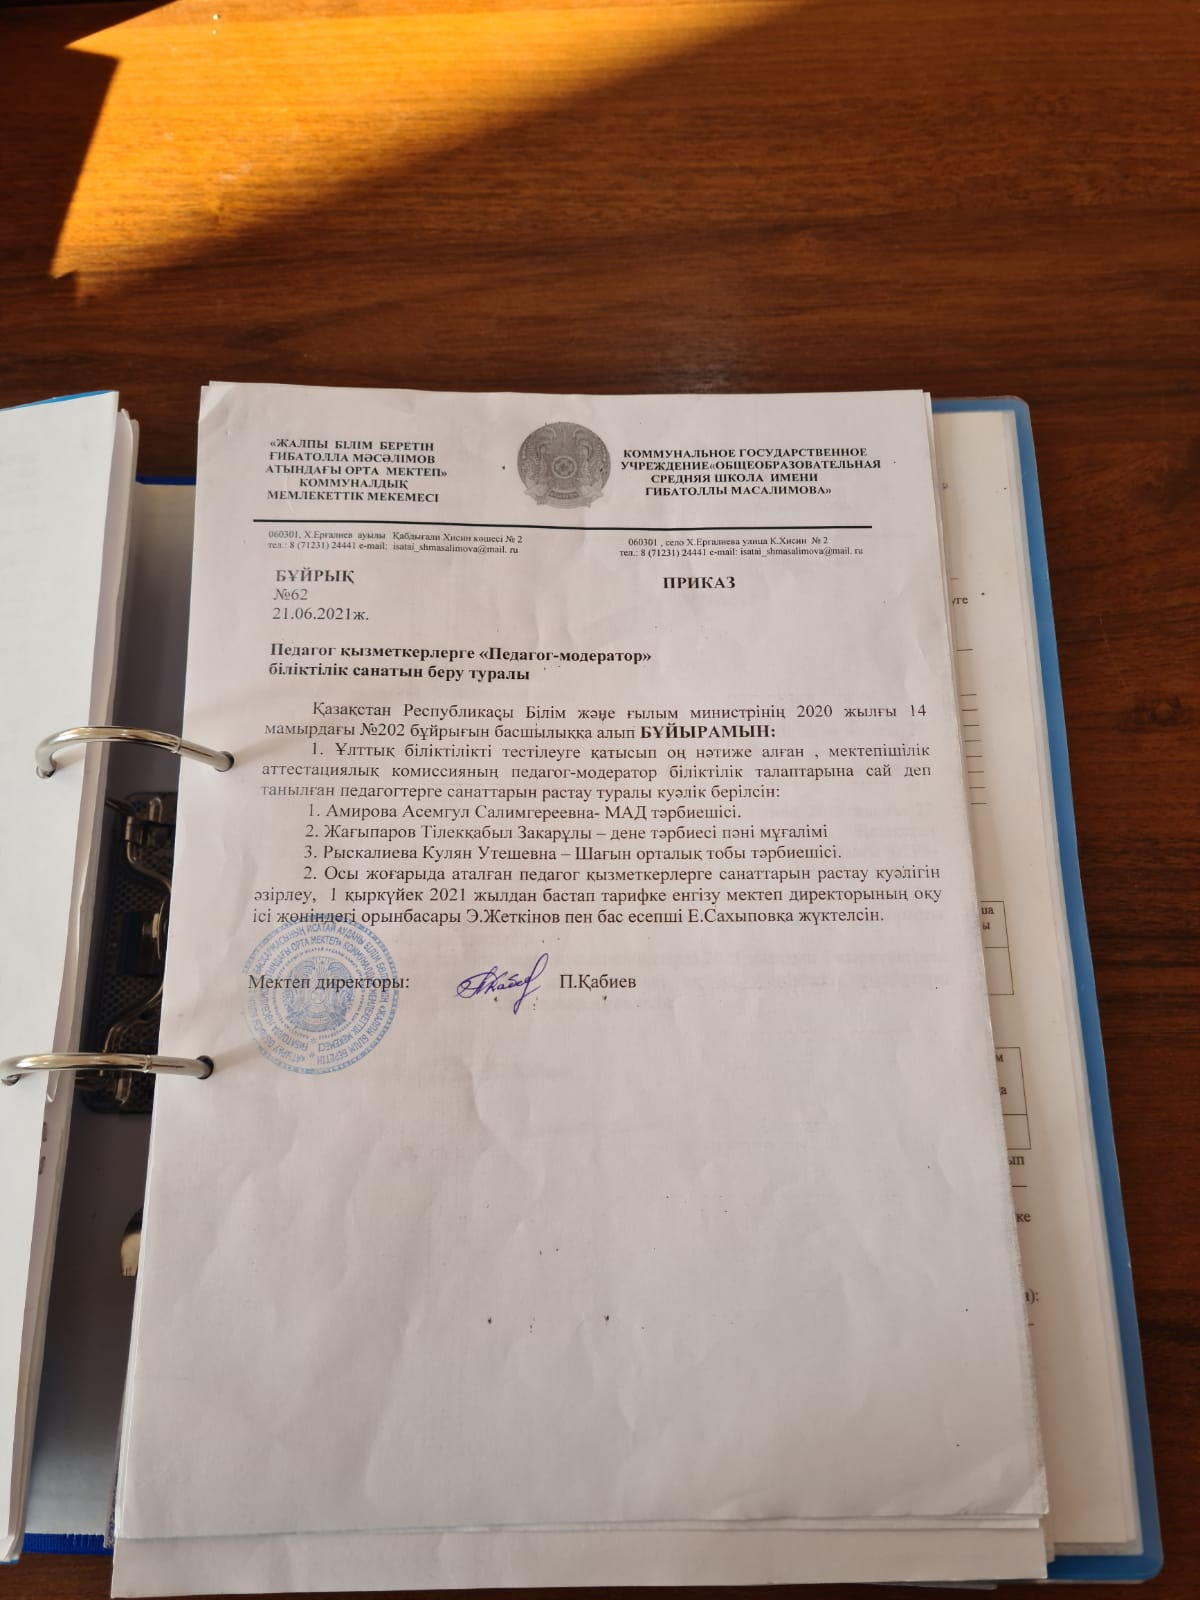 «ЖАЛПЫ БІЛІМ БЕРЕТІН
ҒИБАТОЛЛА МӘСӘЛІМОВ
АТЫНДАҒЫ ОРТА МЕКТЕП»
КОММУНАЛДЫҚ
МЕМЛЕКЕТТІК МЕКЕМЕСІ
КОММУНАЛЬНОЕ ГОСУДАРСТВЕННОЕ
УЧРЕЖДЕНИЕ«ОБЩЕОБРАЗОВАТЕЛЬНАЯ
СРЕДНЯЯ ШКОЛА ИМЕНИ
ГИБАТОЛЛЫ МАСАЛИМОВА»
060301, Х.Ерғалиев ауылы Қабдығали Хисин көшесі № 2
тел.: 8 (71231) 24441 e-mail: isatai_shmasalimova@mail. ru
060301 , село Х.Ергалиева улица К.Хисин № 2
тел.: 8 (71231) 24441 e-mail: isatai_shmasalimova@mail. ru
БҰЙРЫҚ
№62
21.06.2021ж.
ПРИКАЗ
Педагог қызметкерлерге «Педагог-модератор»
біліктілік санатын беру туралы
Қазақстан Республикасы Білім және ғылым министрінің 2020 жылғы 14
мамырдағы №202 бұйрығын басшылыққа алып БҰЙЫРАМЫН:
1. Ұлттық біліктілікті тестілеуге қатысып оң нәтиже алған , мектепішілік
аттестациялық комиссияның педагог-модератор біліктілік талаптарына сай деп
танылған педагогтерге санаттарын растау туралы куәлік берілсін:
1. Амирова Асемгул Салимгереевна- МАД тәрбиешісі.
2. Жағыпаров Тілекқабыл Закарұлы – дене тәрбиесі пәні мұғалімі
3. Рыскалиева Кулян Утешевна – Шағын орталық тобы тәрбиешісі.
2. Осы жоғарыда аталған педагог қызметкерлерге санаттарын растау куәлігін
әзірлеу, 1 қыркүйек 2021 жылдан бастап тарифке енгізу мектеп директорының оқу
ісі жөніндегі орынбасары Э.Жеткінов пен бас есепші Е.Сахыповқа жүктелсін.
Мектеп директоры: П.Қабиев